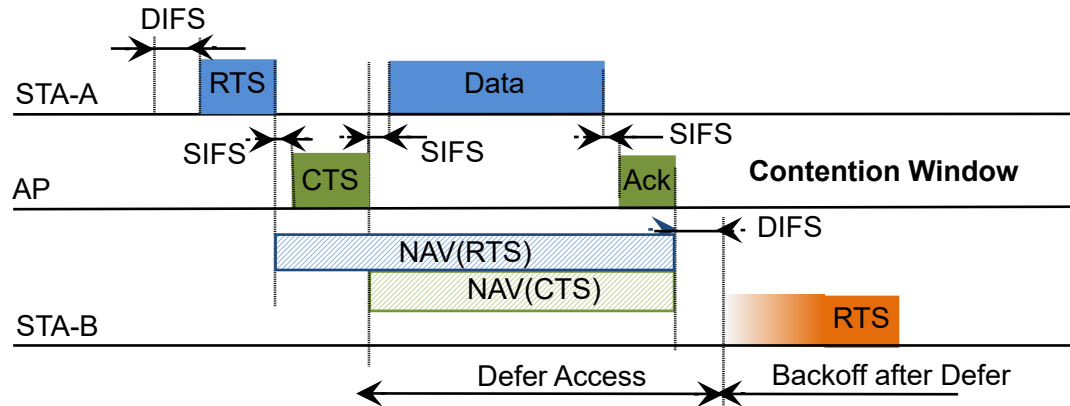 DIFS
STA-A
RTS
Data
SIFS
SIFS
SIFS
AP
CTS
Ack
Contention Window
DIFS
NAV(RTS)
NAV(CTS)
STA-B
RTS
Defer Access
Backoff after Defer